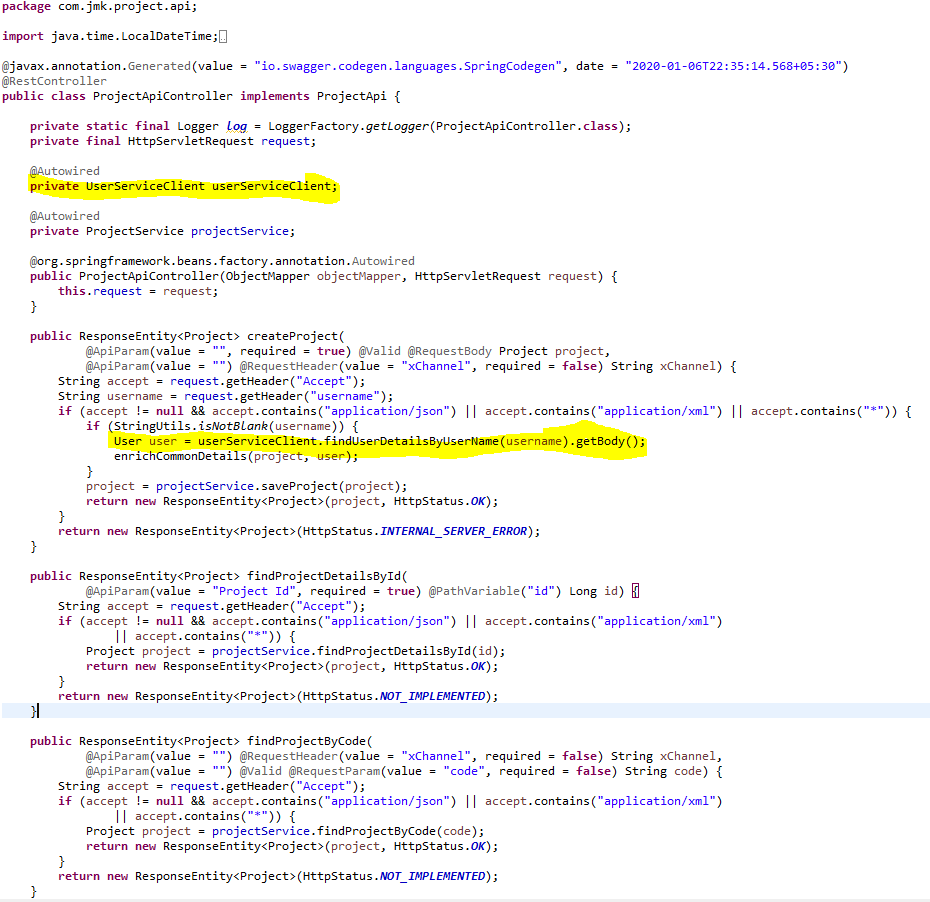 package com.jmk.project.api;
import java.time.LocalDateTime;
@javax.annotation.Generated(value = "io.swagger.codegen.languages.SpringCodegen", date = "2020-01-06T22:35:14.568+05:30")
@RestController
public class ProjectApiController implements ProjectApi {
private static final Logger log = LoggerFactory.getLogger(ProjectApiController.class);
private final HttpServletRequest request;
@Autowired
private UserServiceClient userServiceClient;
@Autowired
private ProjectService projectService;
@org.springframework.beans.factory.annotation.Autowired
public ProjectApiController(ObjectMapper objectMapper, HttpServletRequest request) {
this.request = request;
}
public ResponseEntity<Project> createProject(
@ApiParam(value = "", required = true) @Valid @RequestBody Project project,
@ApiParam(value = "") @RequestHeader(value = "xChannel", required = false) String xChannel) {
String accept = request.getHeader("Accept");
String username = request.getHeader("username");
if (accept != null && accept.contains("application/json") || accept.contains("application/xml") || accept.contains("*")) {
if (StringUtils.isNotBlank(username)) {
User user = userServiceClient.findUserDetailsByUserName(username).getBody();
enrichCommonDetails(project, user);
}
project = projectService.saveProject(project);
return new ResponseEntity<Project>(project, HttpStatus.OK);
}
return new ResponseEntity<Project>(HttpStatus.INTERNAL_SERVER_ERROR);
}
public ResponseEntity<Project> findProjectDetailsById(
@ApiParam(value = "Project Id", required = true) @PathVariable("id") Long id) {
String accept = request.getHeader("Accept");
if (accept != null && accept.contains("application/json") || accept.contains("application/xml")
|| accept.contains("*")) {
Project project = projectService.findProjectDetailsById(id);
return new ResponseEntity<Project>(project, HttpStatus.OK);
}
return new ResponseEntity<Project>(HttpStatus.NOT_IMPLEMENTED);
}
public ResponseEntity<Project> findProjectByCode(
@ApiParam(value = "") @RequestHeader(value = "xChannel", required = false) String xChannel,
@ApiParam(value = "") @Valid @RequestParam(value = "code", required = false) String code) {
String accept = request.getHeader("Accept");
if (accept != null && accept.contains("application/json") || accept.contains("application/xml")
|| accept.contains("*")) {
Project project = projectService.findProjectByCode(code);
return new ResponseEntity<Project>(project, HttpStatus.OK);
}
return new ResponseEntity<Project>(HttpStatus.NOT_IMPLEMENTED);
}